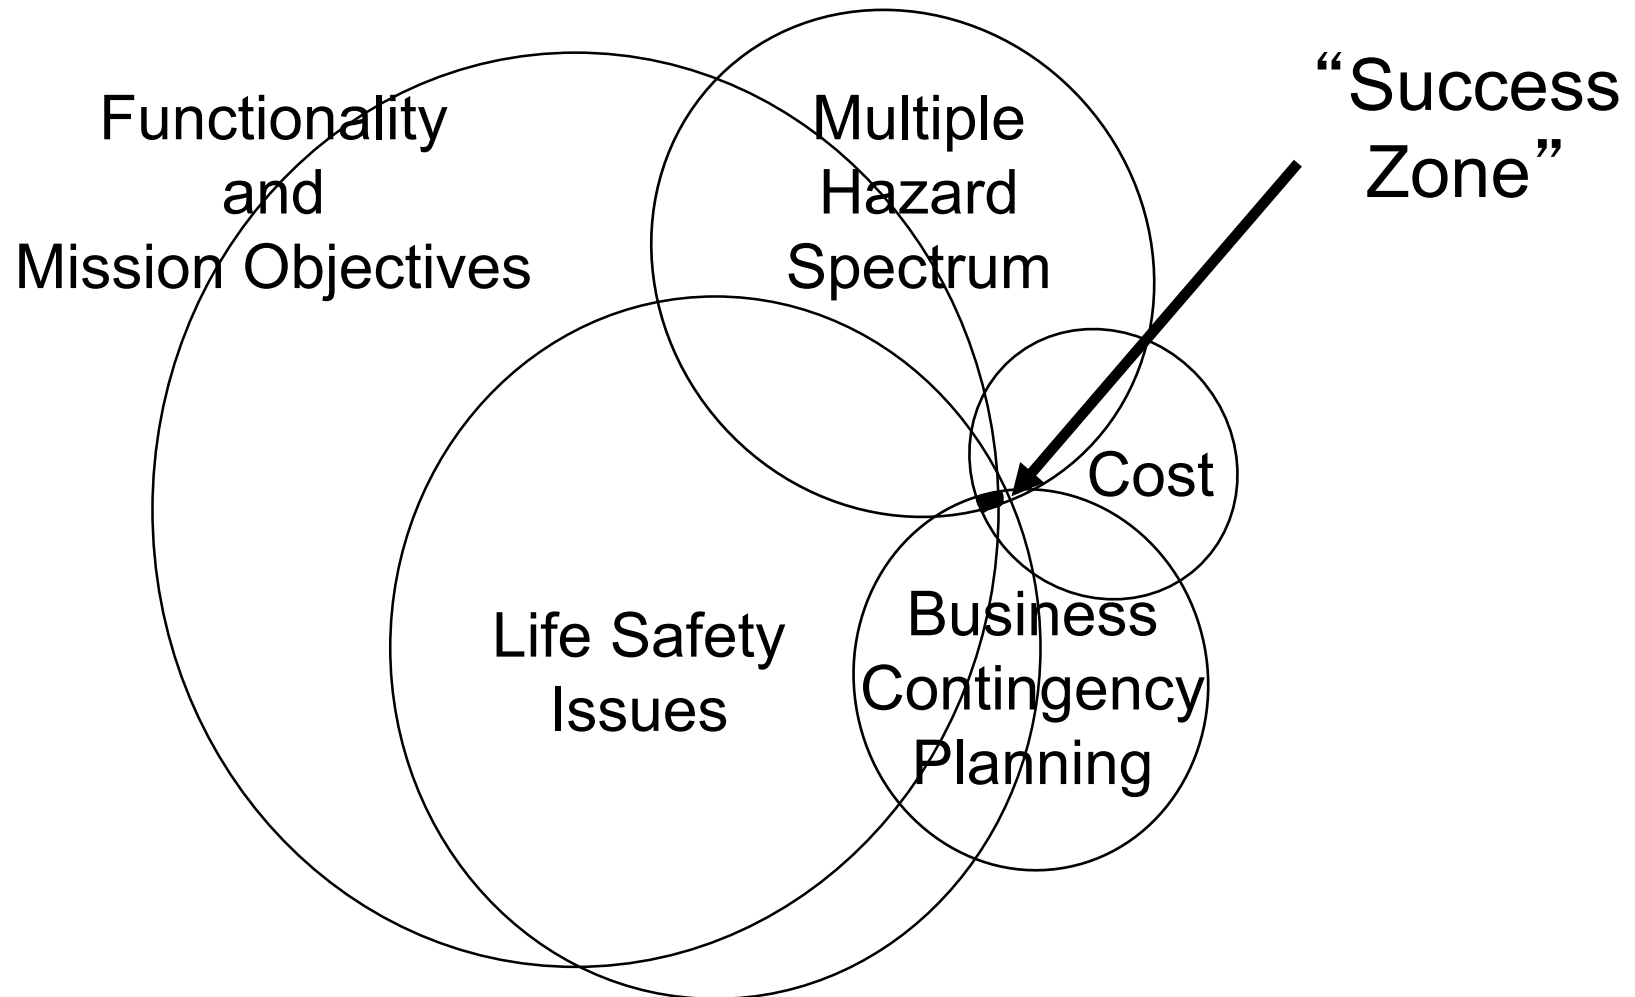 Functionality
and
Mission Objectives
Multiple
Hazard
Spectrum
“Success
Zone”
Cost
Life Safety
Issues
Business
Contingency
Planning